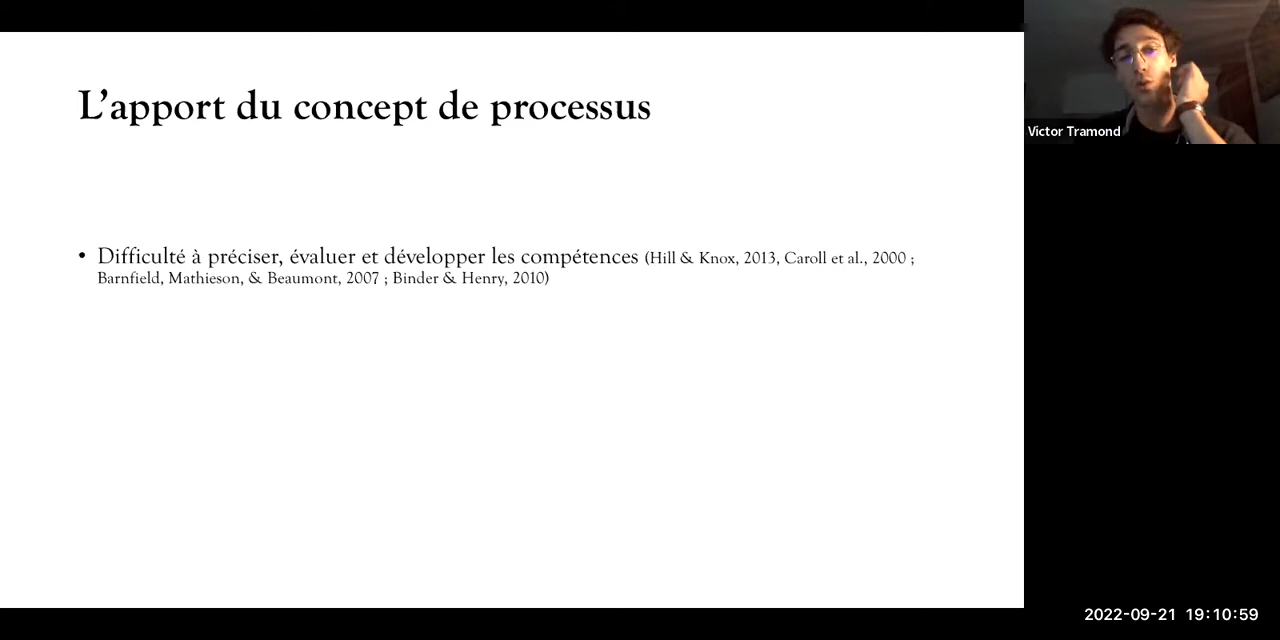 L’apport du concept de processus
• Difficulté à préciser, évaluer et développer les compétences (Hill & Knox, 2013, Caroll et al., 2000 ;
Barnfield, Mathieson, & Beaumont, 2007 ; Binder & Henry, 2010)
Victor Tramond
2022-09-21 19:10:59